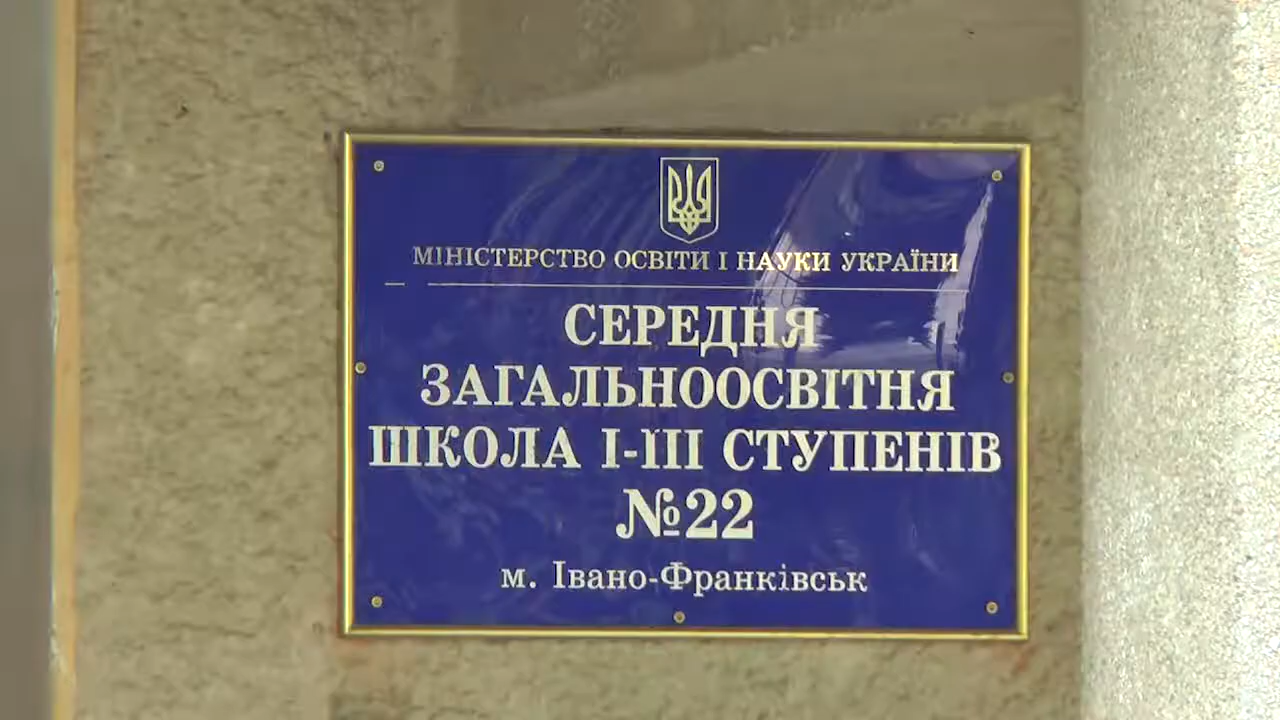 МІНІСТЕРСТВО ОСВІТИ І НАУКИ УКРАЇНИ
СЕРЕДНЯ
ЗАГАЛЬНООСВІТНЯ
ШКОЛА І-ІІІ СТУПЕНІВ
№22
м. Івано-Франківськ